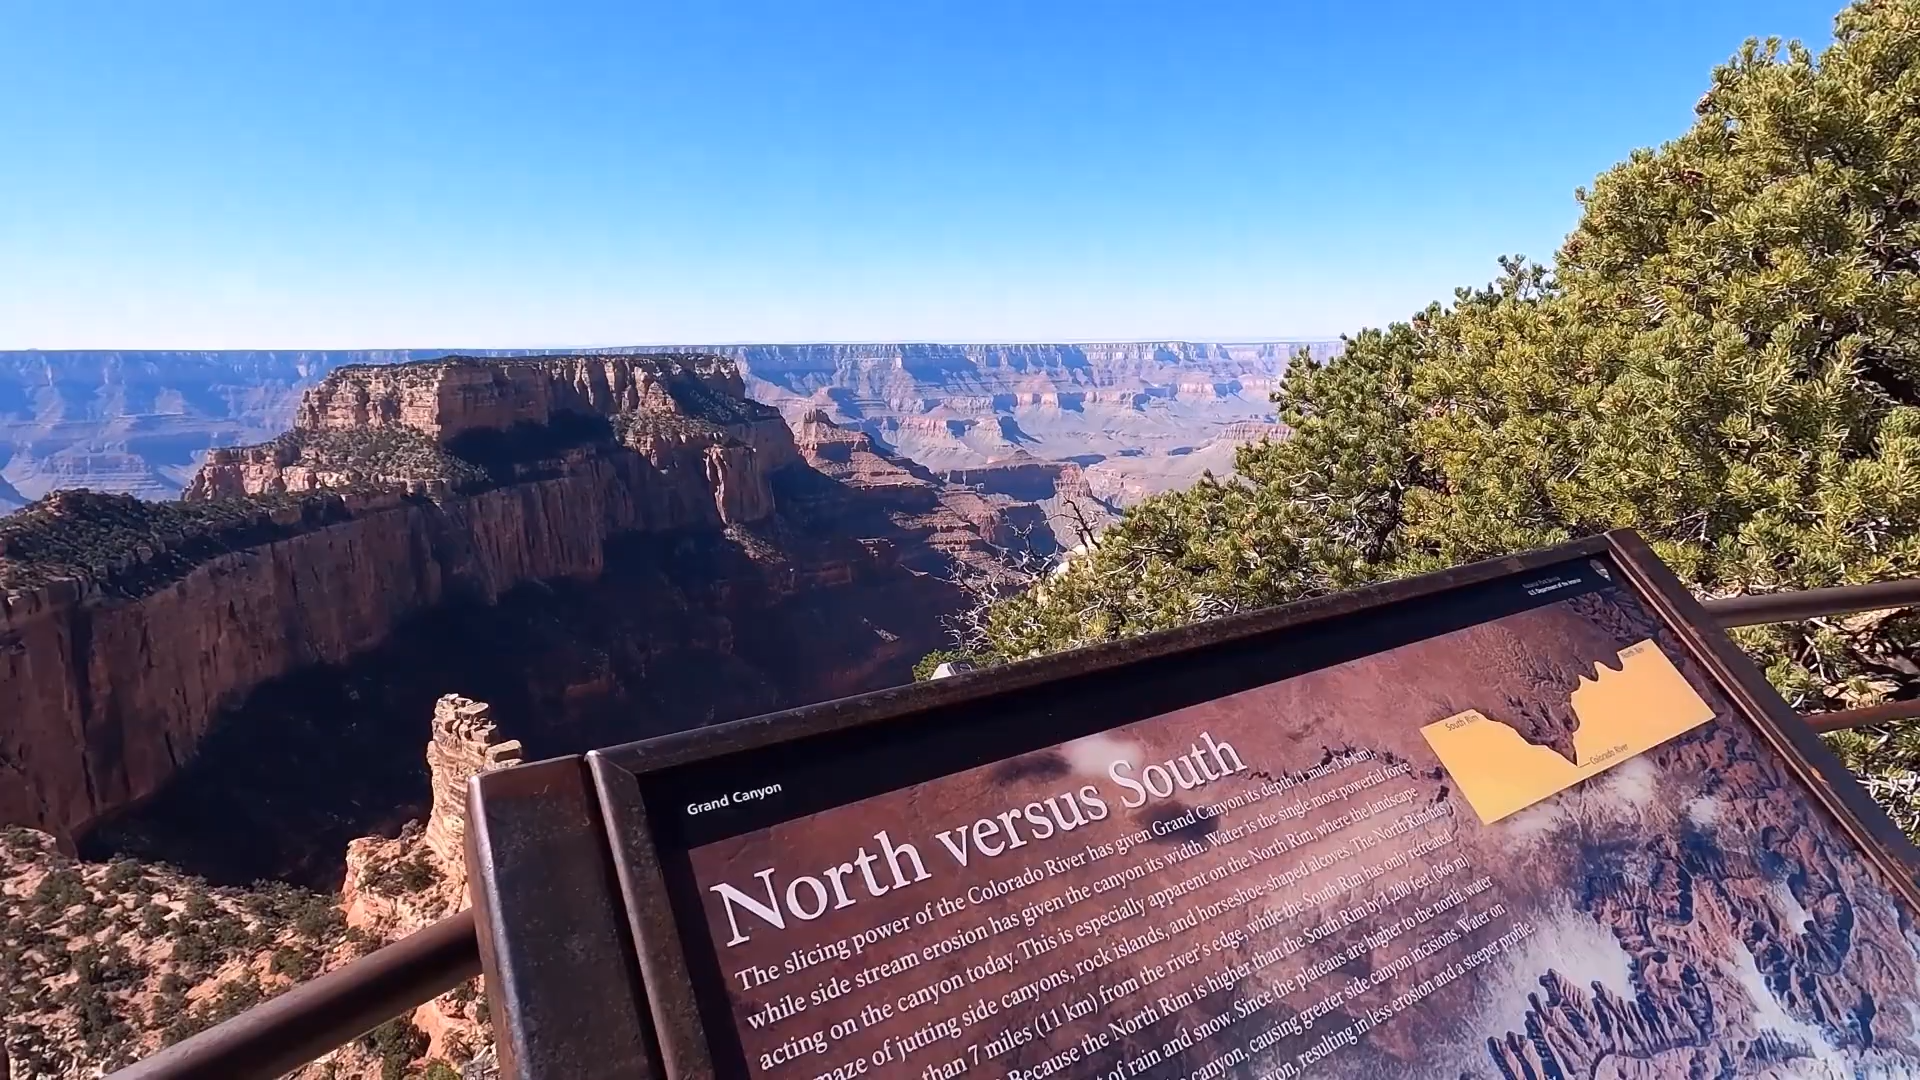 National Park Service
U.S. Department of the Interior
Grand Canyon
North versus South
The slicing power of the Colorado River has given Grand Canyon its depth (1 mile, 1.6 km),
while side stream erosion has given the canyon its width. Water is the single most powerful force
acting on the canyon today. This is especially apparent on the North Rim, where the landscape
maze of jutting side canyons, rock islands, and horseshoe-shaped alcoves. The North Rim has
than 7 miles (11 km) from the river's edge, while the South Rim has only retreated
Because the North Rim is higher than the South Rim by 1,200 feet (366 m)
of rain and snow. Since the plateaus are higher to the north, water
canyon, causing greater side canyon incisions. Water on
resulting in less erosion and a steeper profile.
North Rim
South Rim
Colorado River